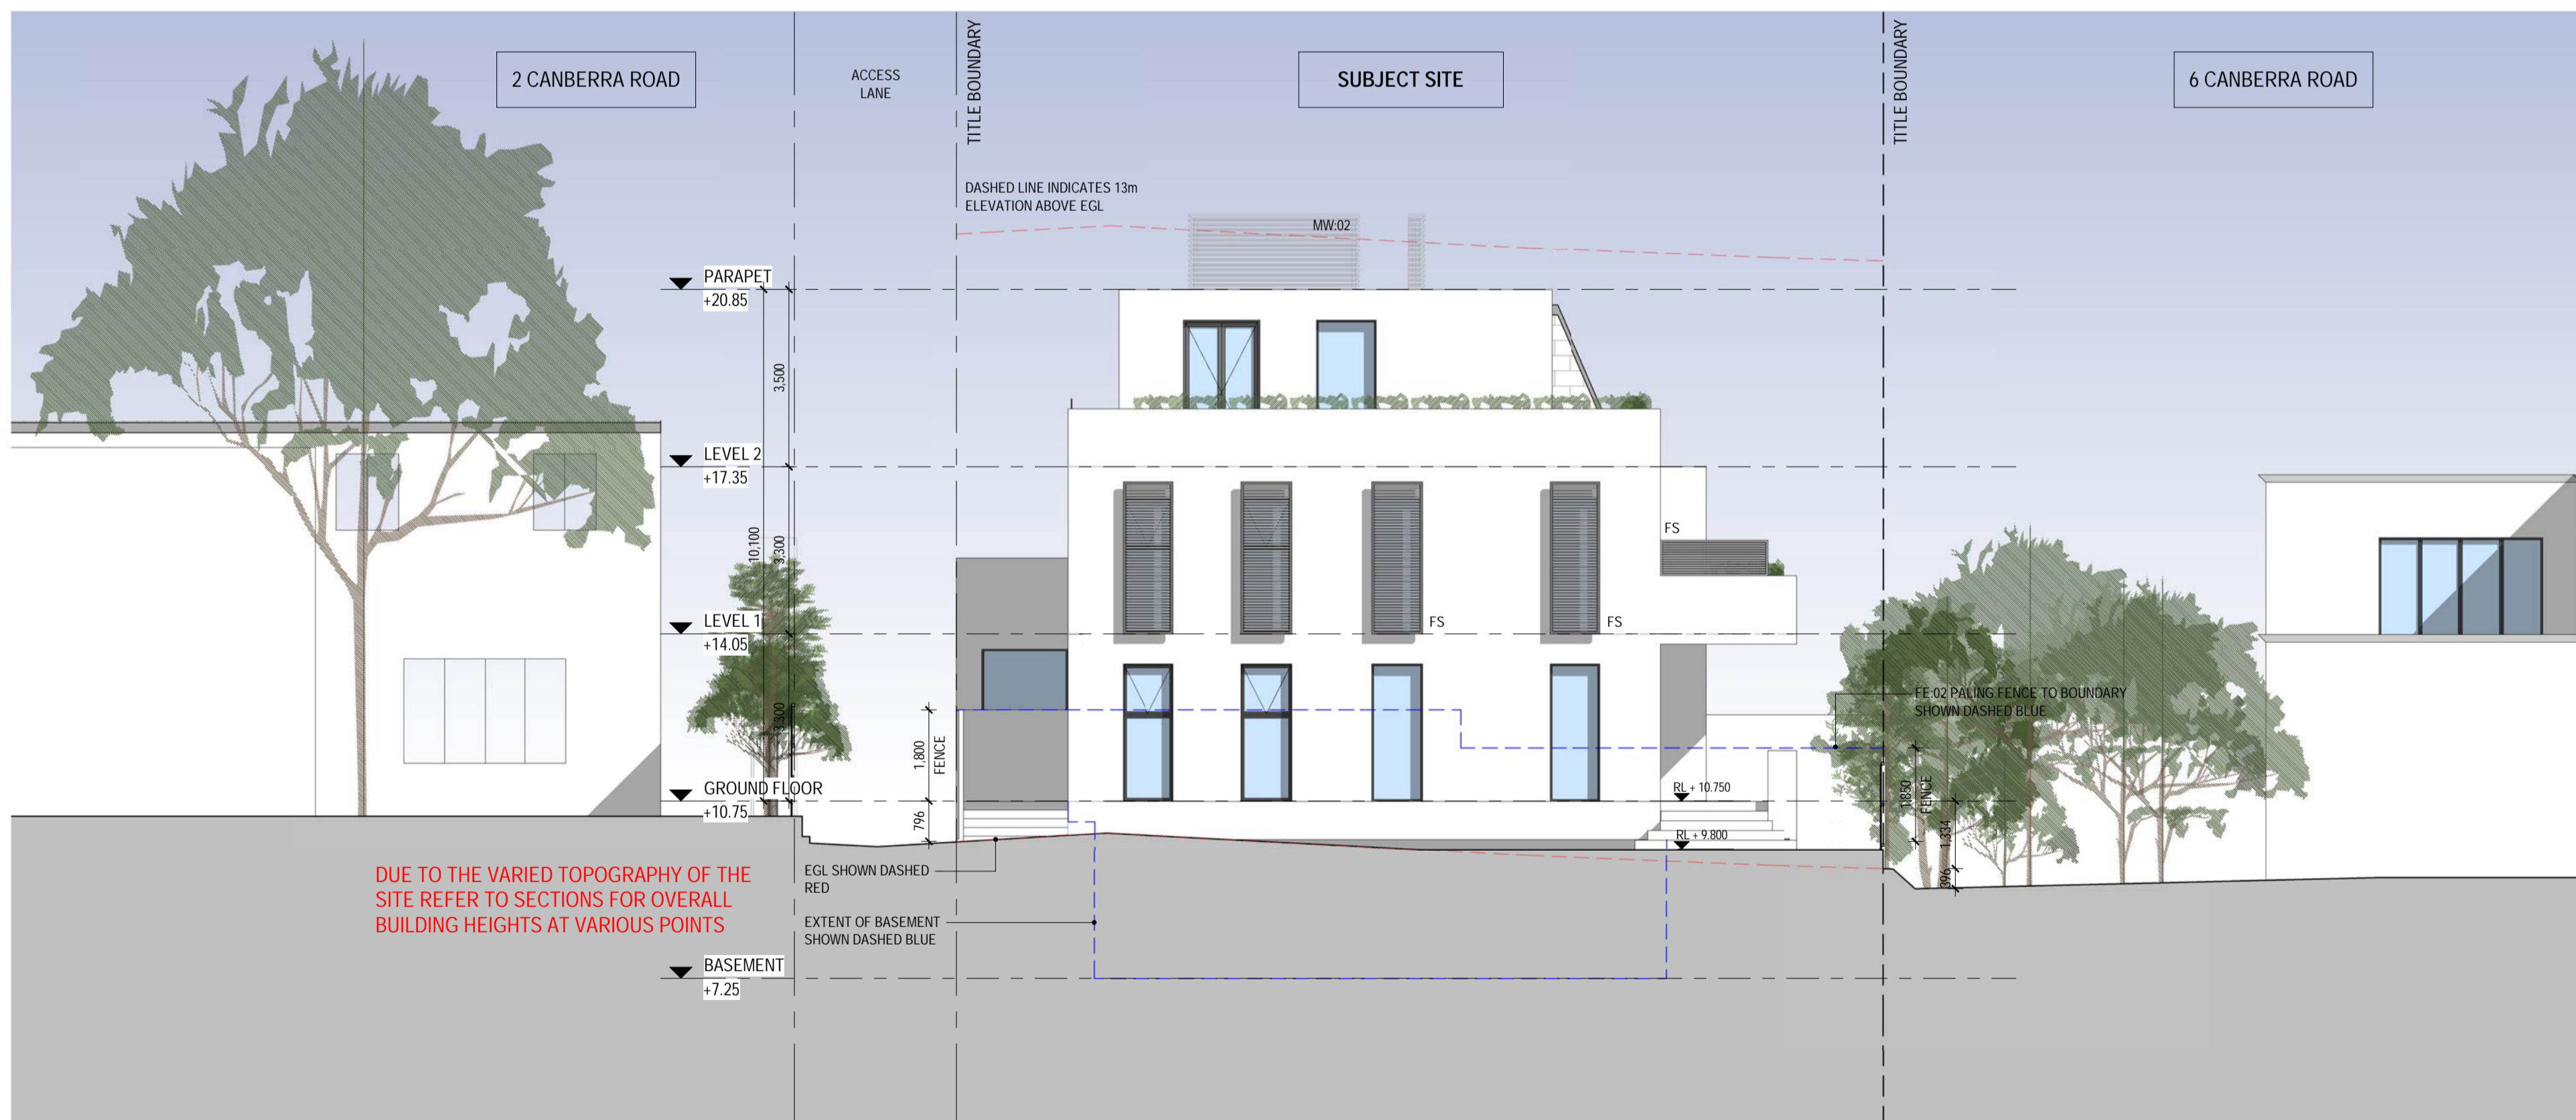 2 CANBERRA ROAD
ACCESS
LANE
TITLE BOUNDARY
SUBJECT SITE
TITLE BOUNDARY
6 CANBERRA ROAD
DASHED LINE INDICATES 13m
ELEVATION ABOVE EGL
MW:02
PARAPET
+20.85
3,500
LEVEL 2
+17.35
10,100
3,300
FS
LEVEL 1
+14.05
FS
FS
3,300
FE:02 PALING FENCE TO BOUNDARY
SHOWN DASHED BLUE
1,800
FENCE
GROUND FLOOR
+10.75
796
RL + 10.750
RL + 9.800
1,850
FENCE
1,334
396
EGL SHOWN DASHED
RED
DUE TO THE VARIED TOPOGRAPHY OF THE
SITE REFER TO SECTIONS FOR OVERALL
BUILDING HEIGHTS AT VARIOUS POINTS
EXTENT OF BASEMENT
SHOWN DASHED BLUE
BASEMENT
+7.25